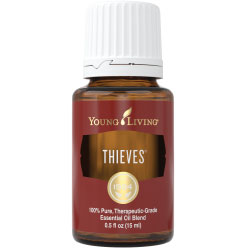 YOUNG LIVING
THIEVES®
100% Pure, Therapeutic-Grade
Essential Oil Blend
0.5 fl oz (15 ml)